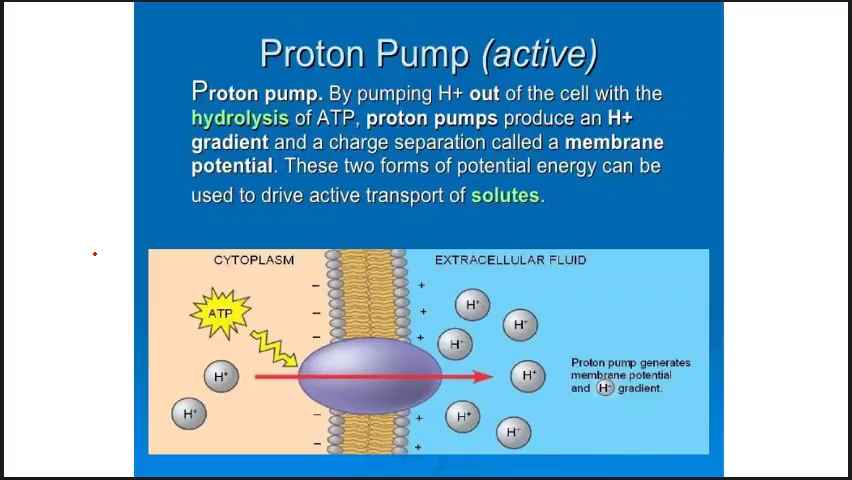 Proton Pump (active)
Proton pump. By pumping H+ out of the cell with the
hydrolysis of ATP, proton pumps produce an H+
gradient and a charge separation called a membrane
potential. These two forms of potential energy can be
used to drive active transport of solutes.
CYTOPLASM
EXTRACELLULAR FLUID
−
+
ATP
H+
−
+
H+
−
+
H+
H+
H+
Proton pump generates
membrane potential
and H+ gradient.
H+
−
+
H+
H+
−
+